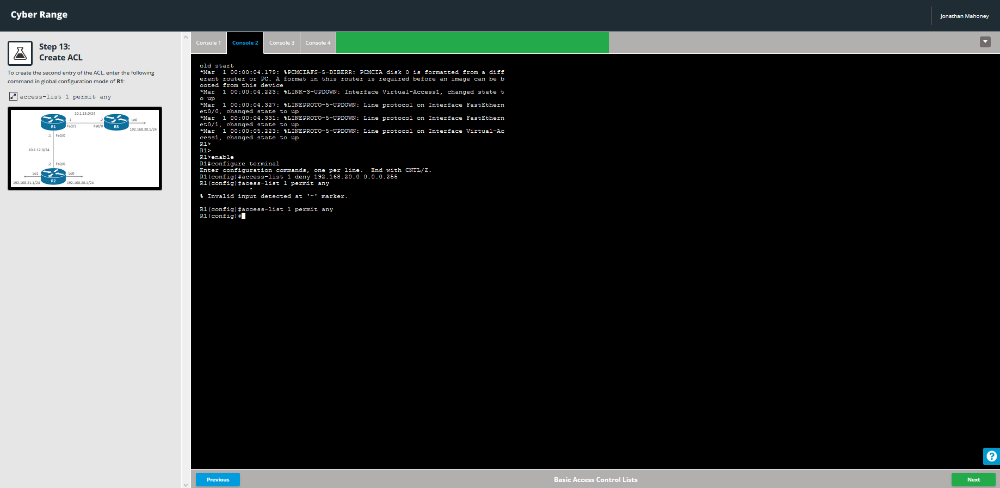 Cyber Range
Jonathan Mahoney
Step 13:
Create ACL
To create the second entry of the ACL, enter the following
command in global configuration mode of R1:
access-list 1 permit any
10.1.13.0/24
.1
.2
Lo0
R1
Fa0/1
Fa0/0
R3
192.168.30.1/24
.1
Fa0/0
10.1.12.0/24
.2
Fa0/0
Lo1
Lo0
R2
192.168.21.1/24
192.168.20.1/24
Console 1
Console 2
Console 3
Console 4
old start
*Mar  1 00:00:04.179: %PCMCIAFS-5-DIBERR: PCMCIA disk 0 is formatted from a diff
erent router or PC. A format in this router is required before an image can be b
ooted from this device
*Mar  1 00:00:04.223: %LINK-3-UPDOWN: Interface Virtual-Access1, changed state t
o up
*Mar  1 00:00:04.327: %LINEPROTO-5-UPDOWN: Line protocol on Interface FastEthern
et0/0, changed state to up
*Mar  1 00:00:04.331: %LINEPROTO-5-UPDOWN: Line protocol on Interface FastEthern
et0/1, changed state to up
*Mar  1 00:00:05.223: %LINEPROTO-5-UPDOWN: Line protocol on Interface Virtual-Ac
cess1, changed state to up
R1>
R1>
R1>enable
R1#configure terminal
Enter configuration commands, one per line.  End with CNTL/Z.
R1(config)#access-list 1 deny 192.168.20.0 0.0.0.255
R1(config)#acess-list 1 permit any
^
% Invalid input detected at '^' marker.
R1(config)#access-list 1 permit any
R1(config)#
?
Previous
Basic Access Control Lists
Next